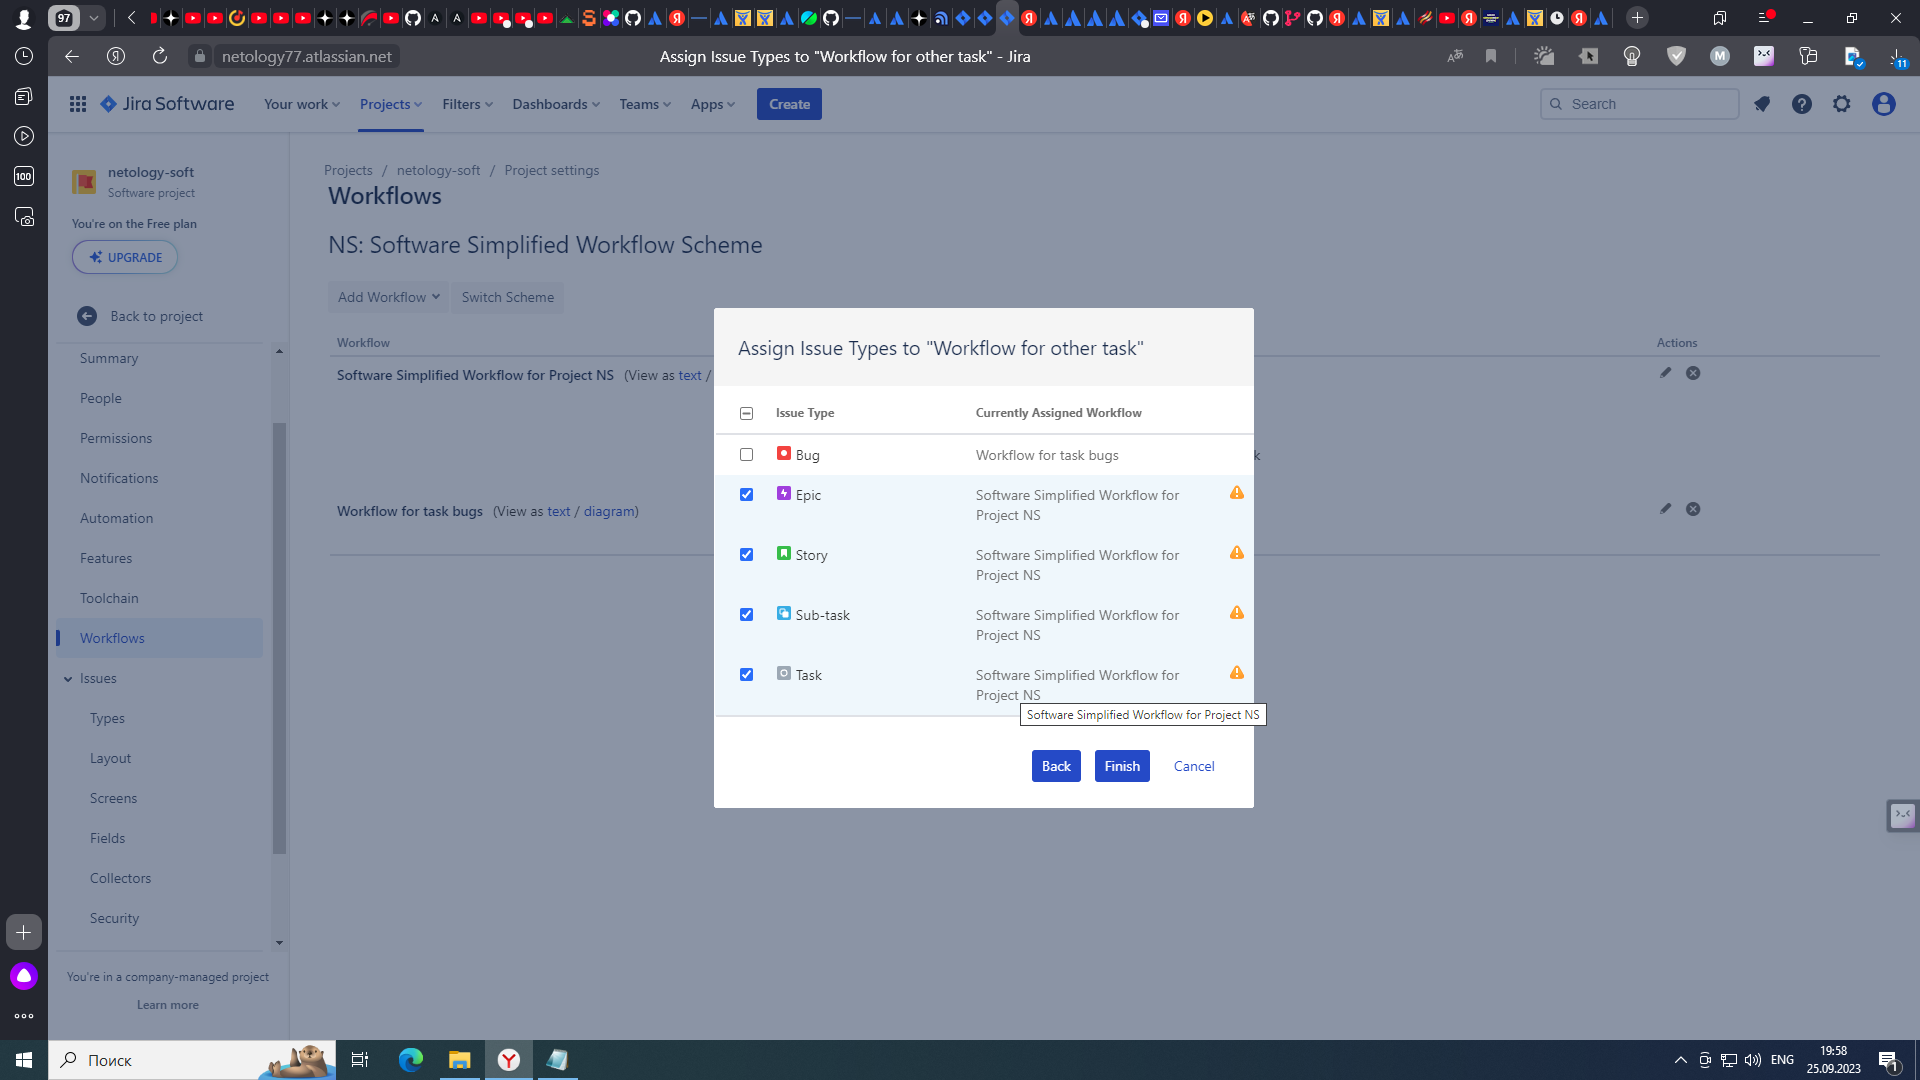 97
Assign Issue Types to "Workflow for other task" - Jira
netology77.atlassian.net
11
100
Jira Software
Your work
Projects
Filters
Dashboards
Teams
Apps
Create
Search
netology-soft
Software project
You're on the Free plan
UPGRADE
Back to project
Summary
People
Permissions
Notifications
Automation
Features
Toolchain
Workflows
Issues
Types
Layout
Screens
Fields
Collectors
Security
You're in a company-managed project
Learn more
Projects / netology-soft / Project settings
Workflows
NS: Software Simplified Workflow Scheme
Add Workflow
Switch Scheme
Workflow
Actions
Software Simplified Workflow for Project NS (View as text /
Workflow for task bugs (View as text / diagram)
Assign Issue Types to "Workflow for other task"
Issue Type
Currently Assigned Workflow
Bug
Workflow for task bugs
Epic
Software Simplified Workflow for
Project NS
Story
Software Simplified Workflow for
Project NS
Sub-task
Software Simplified Workflow for
Project NS
Task
Software Simplified Workflow for
Project NS
Software Simplified Workflow for Project NS
Back
Finish
Cancel
Поиск
ENG
19:58
25.09.2023
1